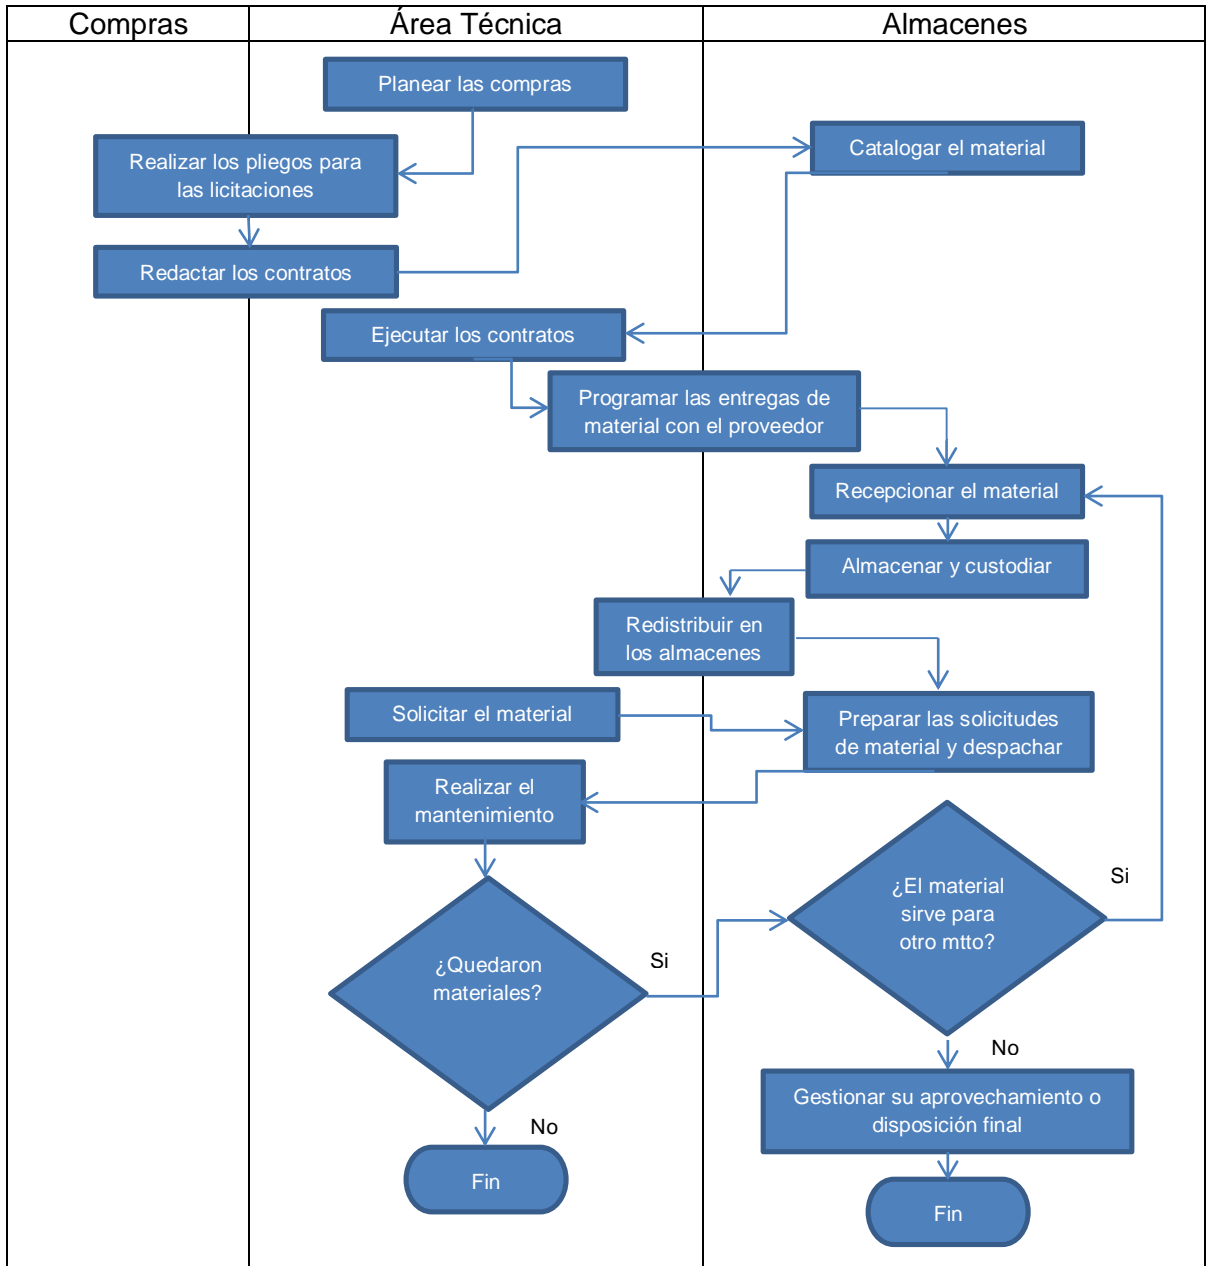 Compras
Área Técnica
Almacenes
Planear las compras
Realizar los pliegos para
las licitaciones
Catalogar el material
Redactar los contratos
Ejecutar los contratos
Programar las entregas de
material con el proveedor
Recepcionar el material
Almacenar y custodiar
Redistribuir en
los almacenes
Solicitar el material
Preparar las solicitudes
de material y despachar
Realizar el
mantenimiento
¿El material
sirve para
otro mtto?
Si
¿Quedaron
materiales?
Si
No
Gestionar su aprovechamiento o
disposición final
No
Fin
Fin